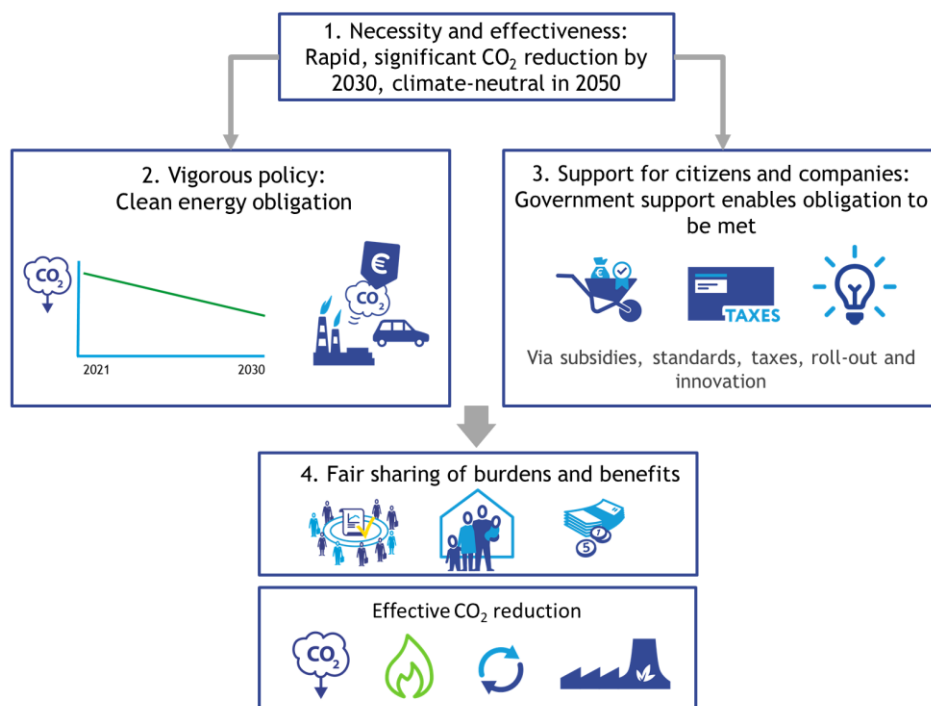 1. Necessity and effectiveness:
Rapid, significant CO₂ reduction by
2030, climate-neutral in 2050
2. Vigorous policy:
Clean energy obligation
CO₂
€
CO₂
2021
2030
3. Support for citizens and companies:
Government support enables obligation to
be met
€
TAXES
Via subsidies, standards, taxes, roll-out and
innovation
4. Fair sharing of burdens and benefits
1
5
Effective CO₂ reduction
CO₂